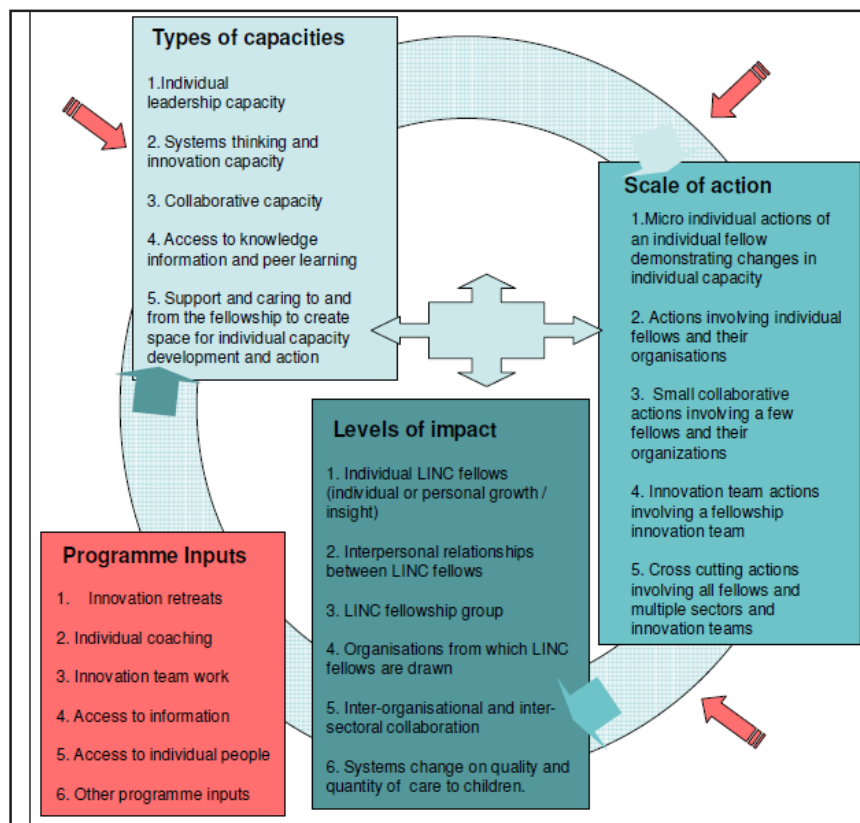 Types of capacities
1.Individual
leadership capacity
2. Systems thinking and
innovation capacity
3. Collaborative capacity
4. Access to knowledge
information and peer learning
5. Support and caring to and
from the fellowship to create
space for individual capacity
development and action
Scale of action
1.Micro individual actions of
an individual fellow
demonstrating changes in
individual capacity
2. Actions involving individual
fellows and their
organisations
3. Small collaborative
actions involving a few
fellows and their
organizations
4. Innovation team actions
involving a fellowship
innovation team
5. Cross cutting actions
involving all fellows and
multiple sectors and
innovation teams
Levels of impact
1. Individual LINC fellows
(individual or personal growth /
insight)
2. Interpersonal relationships
between LINC fellows
3. LINC fellowship group
4. Organisations from which LINC
fellows are drawn
5. Inter-organisational and inter-
sectoral collaboration
6. Systems change on quality and
quantity of care to children.
Programme Inputs
1. Innovation retreats
2. Individual coaching
3. Innovation team work
4. Access to information
5. Access to individual people
6. Other programme inputs